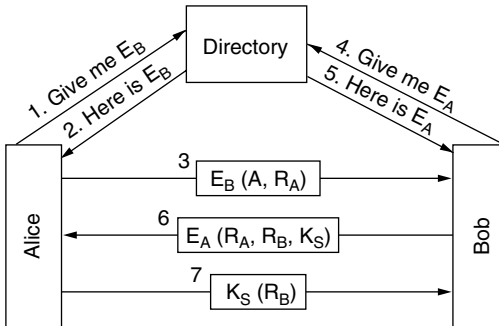 Directory
1. Give me E_B
2. Here is E_B
4. Give me E_A
5. Here is E_A
Alice
3
E_B (A, R_A)
6
E_A (R_A, R_B, K_S)
7
K_S (R_B)
Bob